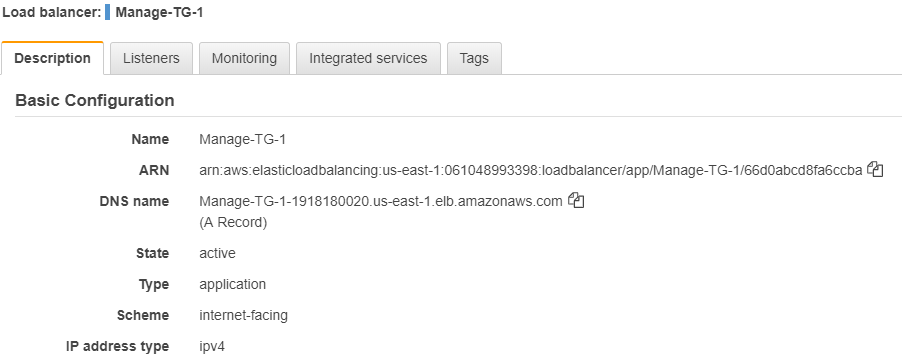 Load balancer: Manage-TG-1
Description Listeners Monitoring Integrated services Tags
Basic Configuration
Name Manage-TG-1
ARN arn:aws:elasticloadbalancing:us-east-1:061048993398:loadbalancer/app/Manage-TG-1/66d0abcd8fa6ccba
DNS name Manage-TG-1-1918180020.us-east-1.elb.amazonaws.com
(A Record)
State active
Type application
Scheme internet-facing
IP address type ipv4